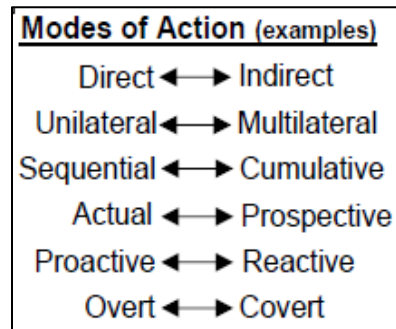 Modes of Action (examples)
Direct ↔ Indirect
Unilateral ↔ Multilateral
Sequential ↔ Cumulative
Actual ↔ Prospective
Proactive ↔ Reactive
Overt ↔ Covert